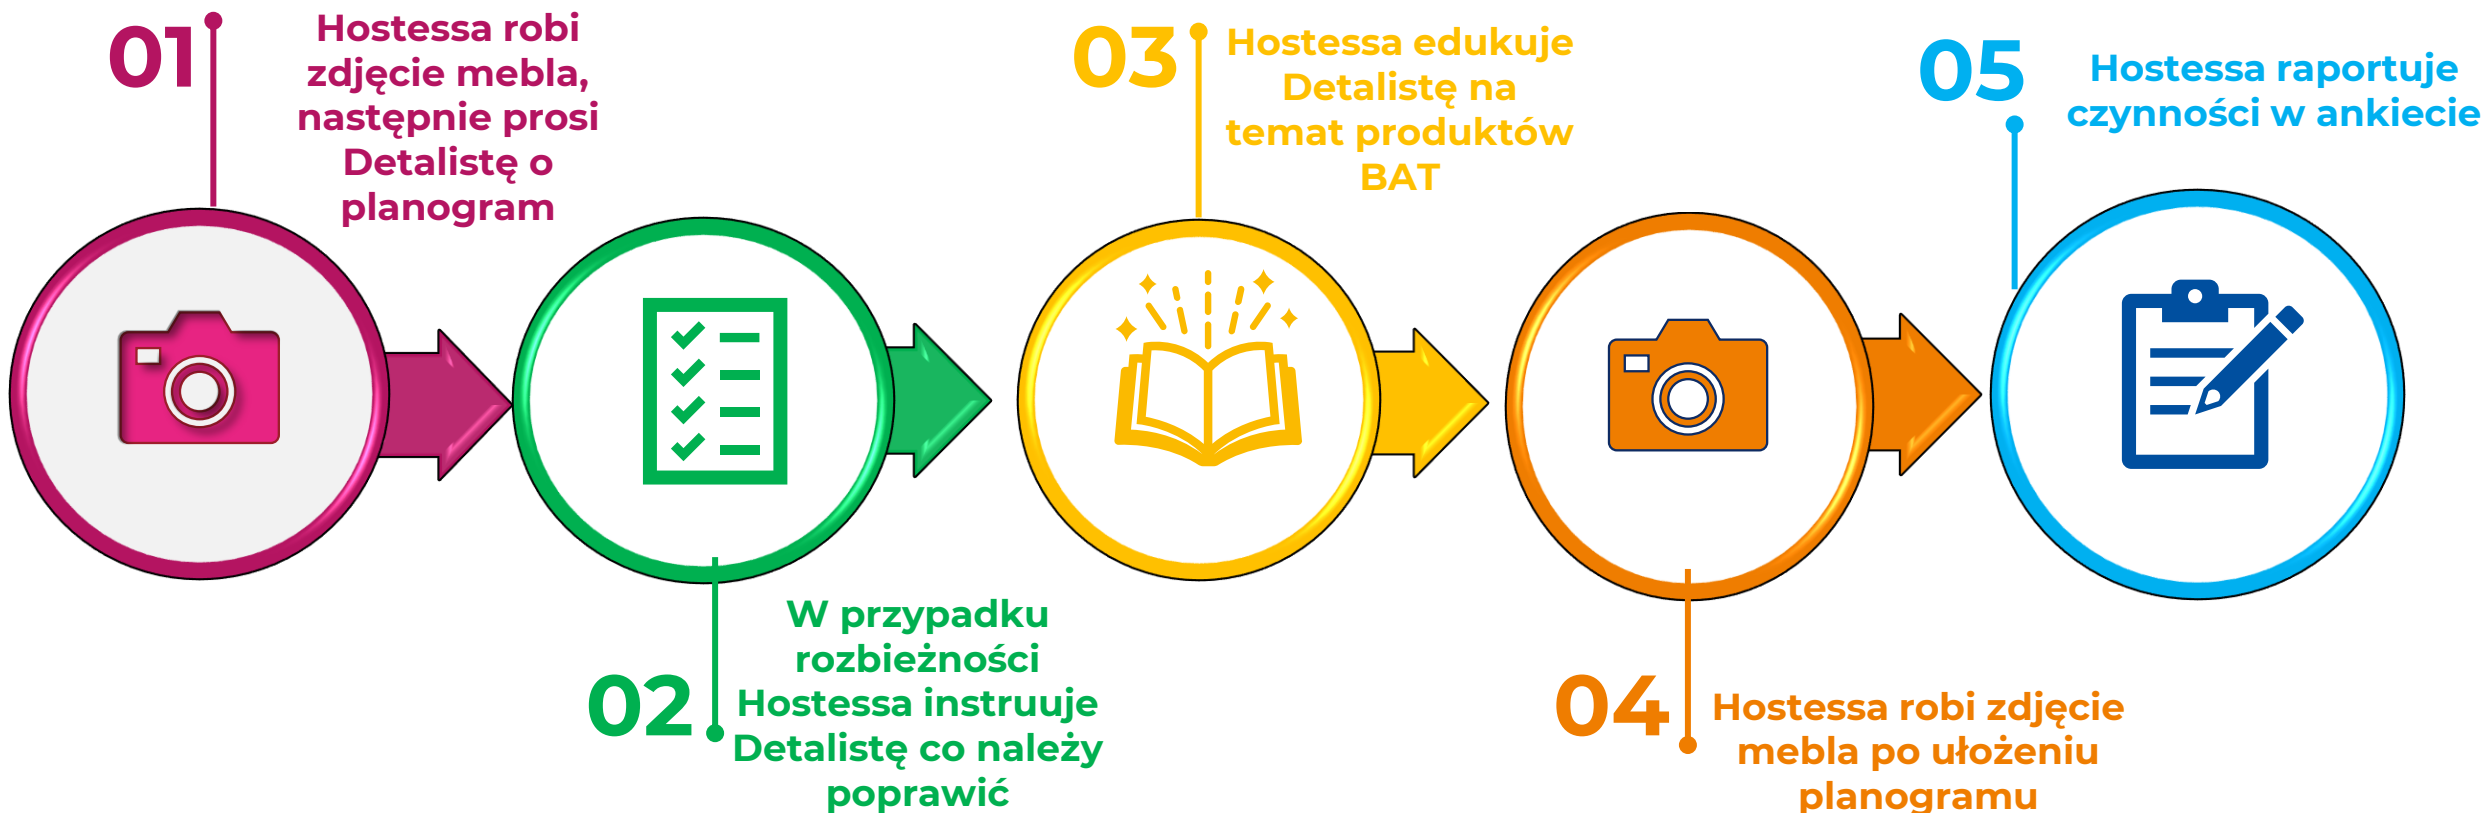 01
Hostessa robi
zdjęcie mebla,
następnie prosi
Detalistę o
planogram
02
W przypadku
rozbieżności
Hostessa instruuje
Detalistę co należy
poprawić
03
Hostessa edukuje
Detalistę na
temat produktów
BAT
04
Hostessa robi zdjęcie
mebla po ułożeniu
planogramu
05
Hostessa raportuje
czynności w ankiecie